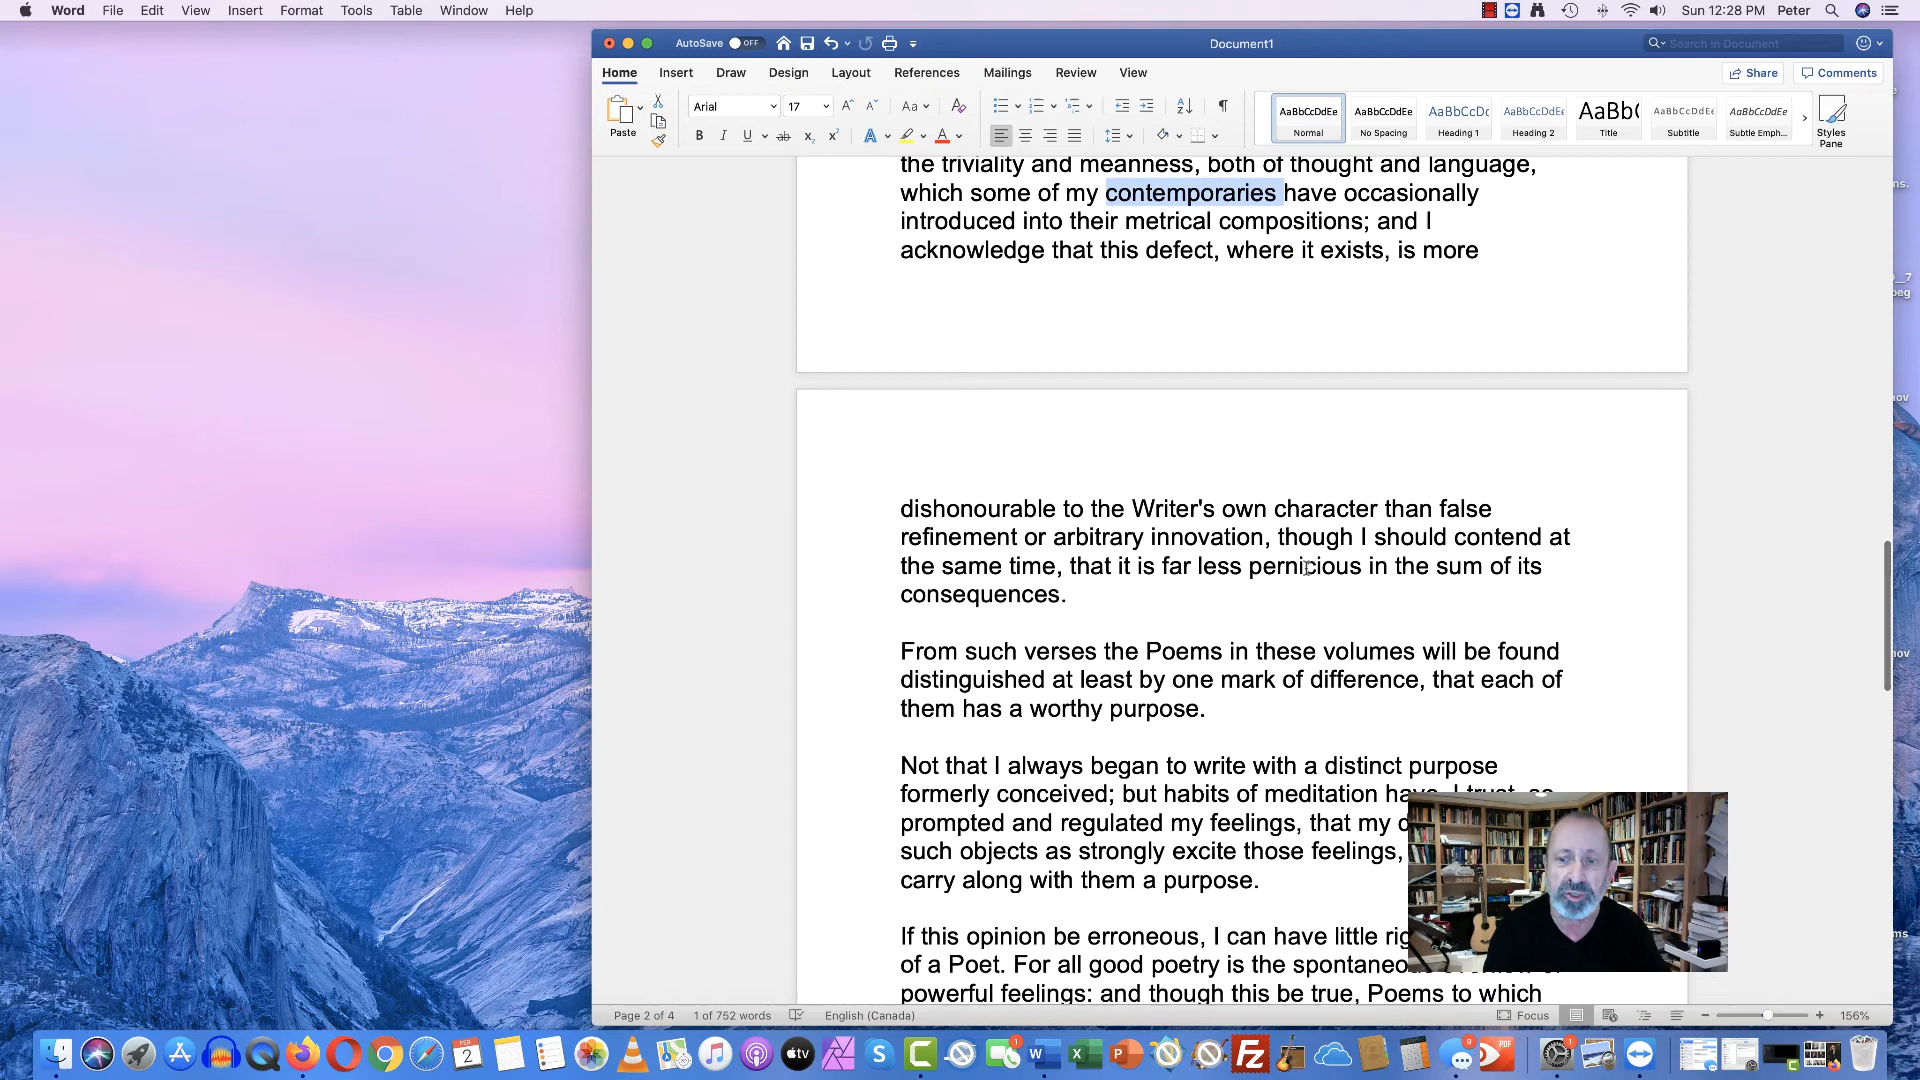 Word File Edit View Insert Format Tools Table Window Help Sun 12:28 PM Peter
AutoSave OFF Document1 Search in Document
Home Insert Draw Design Layout References Mailings Review View Share Comments
Paste Arial 17 Aa
AaBbCcDdEe Normal
AaBbCcDdEe No Spacing
AaBbCcDc Heading 1
AaBbCcDdEe Heading 2
AaBb( Title
AaBbCcDdEe Subtitle
AaBbCcDdEe Subtle Emph...
Styles Pane
the triviality and meanness, both of thought and language,
which some of my contemporaries have occasionally
introduced into their metrical compositions; and I
acknowledge that this defect, where it exists, is more
dishonourable to the Writer's own character than false
refinement or arbitrary innovation, though I should contend at
the same time, that it is far less pernicious in the sum of its
consequences.
From such verses the Poems in these volumes will be found
distinguished at least by one mark of difference, that each of
them has a worthy purpose.
Not that I always began to write with a distinct purpose
formerly conceived; but habits of meditation have, I trust, so
prompted and regulated my feelings, that my
such objects as strongly excite those feelings,
carry along with them a purpose.
If this opinion be erroneous, I can have little
of a Poet. For all good poetry is the spontaneous overflow of
powerful feelings: and though this be true, Poems to which
Page 2 of 4 1 of 752 words English (Canada) Focus 156%